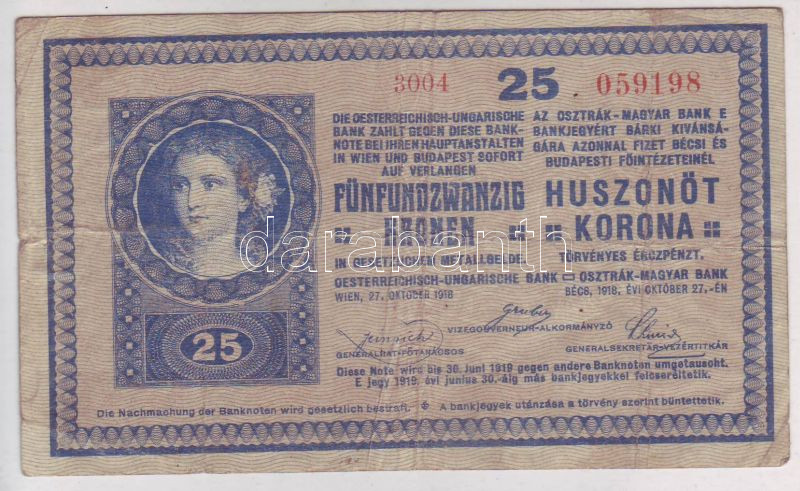 3004 25 059198
DIE OESTERREICHISCH-UNGARISCHE
BANK ZAHLT GEGEN DIESE BANK-
NOTE BEI IHREN HAUPTANSTALTEN
IN WIEN UND BUDAPEST SOFORT
AUF VERLANGEN
FÜNFUNDZWANZIG
KRONEN
IN GESETZLICHEM METALLGELDE.
OESTERREICHISCH-UNGARISCHE BANK
WIEN, 27. OKTOBER 1918
AZ OSZTRÁK-MAGYAR BANK E
BANKJEGYÉRT BÁRKI KIVÁNSÁ-
GÁRA AZONNAL FIZET BÉCSI ÉS
BUDAPESTI FŐINTÉZETEINÉL
HUSZONÖT
KORONA
TÖRVÉNYES ÉRCZPÉNZT.
OSZTRÁK-MAGYAR BANK
BÉCS, 1918. ÉVI OKTOBER 27.-ÉN
darabanth
25
Gruber
VIZEGOUVERNEUR-ALKORMÁNYZÓ
GENERALRAT-FŐTANÁCSOS
GENERALSEKRETÄR-VEZÉRTITKÁR
Diese Note wird bis 30. Juni 1919 gegen andere Banknoten umgetauscht.
E jegy 1919. évi junius 30.-áig más bankjegyekkel felcseréltetik.
Die Nachmachung der Banknoten wird gesetzlich bestraft. A bankjegyek utánzása a törvény szerint büntettetik.